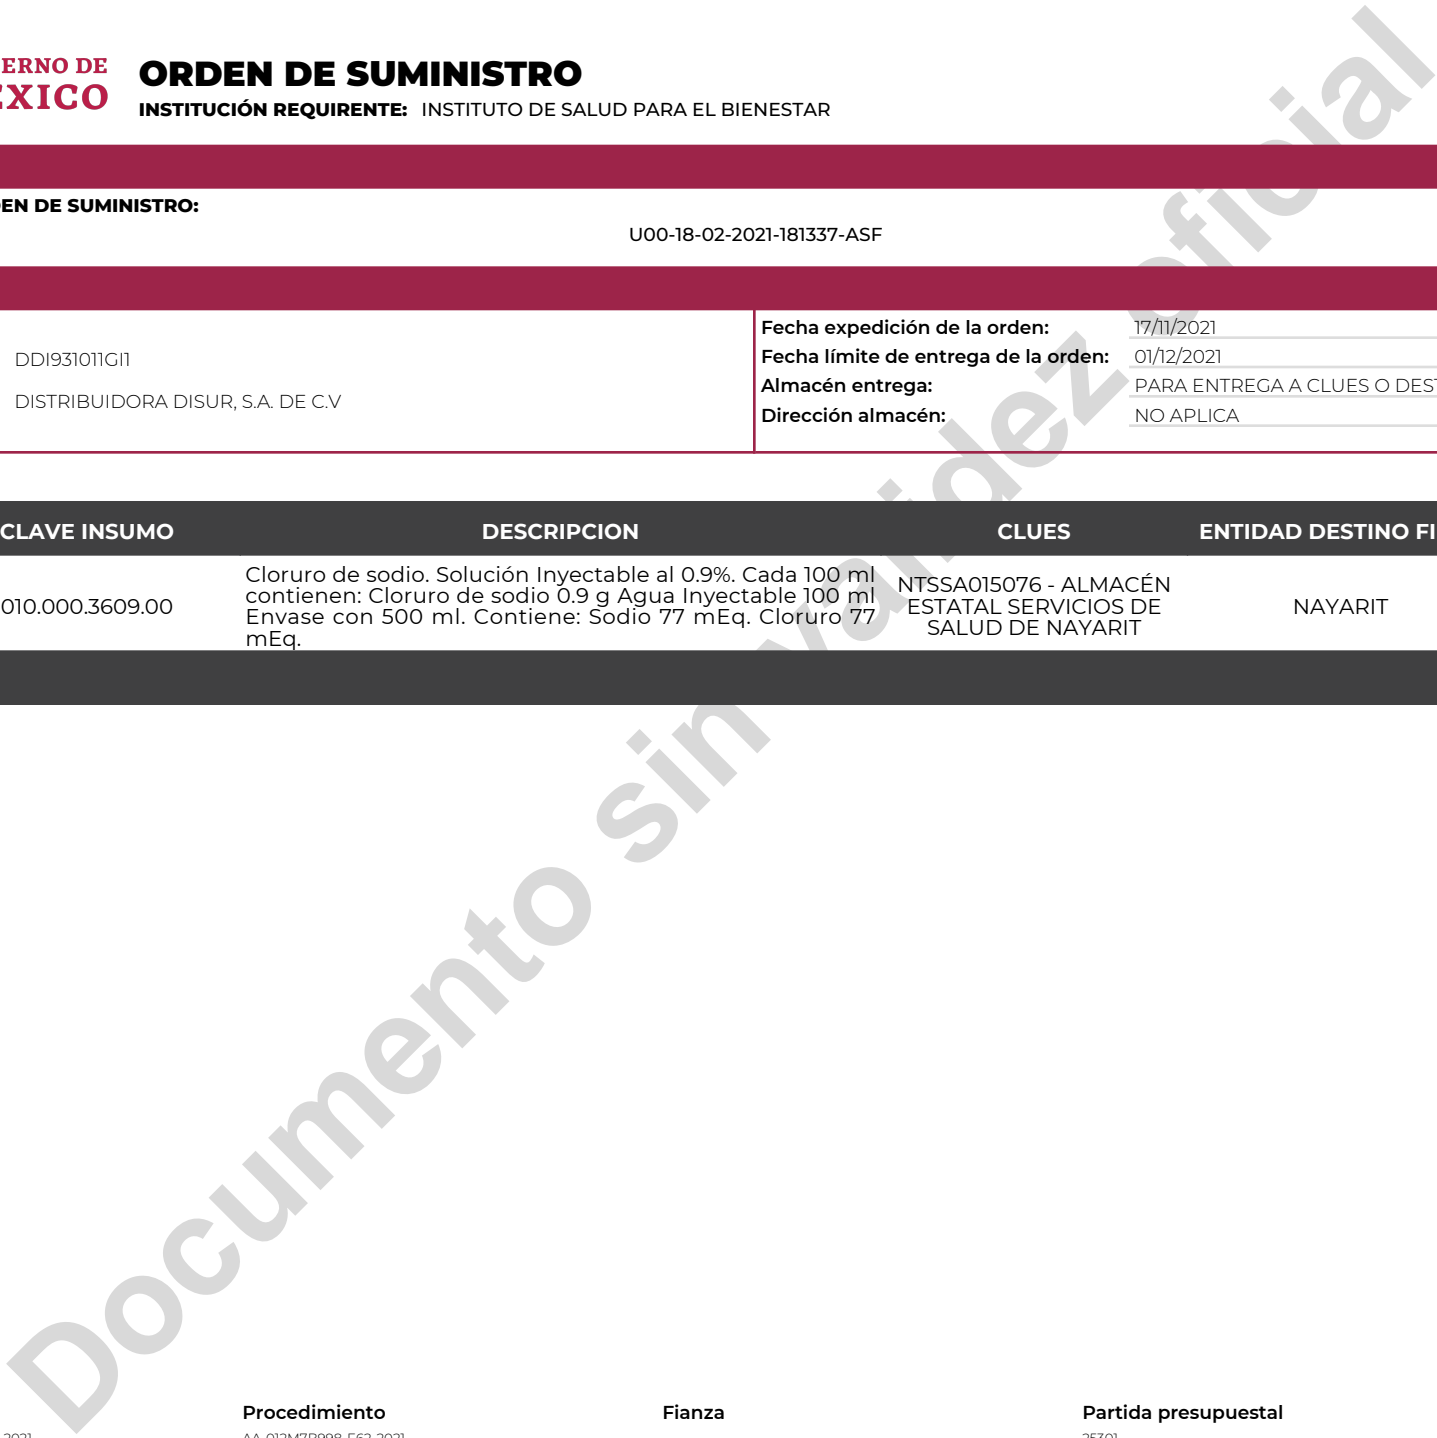 ERNO DE
ORDEN DE SUMINISTRO
EXICO
INSTITUCIÓN REQUIRENTE: INSTITUTO DE SALUD PARA EL BIENESTAR
EN DE SUMINISTRO:
U00-18-02-2021-181337-ASF
DDI931011GI1
DISTRIBUIDORA DISUR, S.A. DE C.V
Fecha expedición de la orden: 17/11/2021
Fecha límite de entrega de la orden: 01/12/2021
Almacén entrega: PARA ENTREGA A CLUES O DEST
Dirección almacén: NO APLICA
CLAVE INSUMO DESCRIPCION CLUES ENTIDAD DESTINO FI
010.000.3609.00
Cloruro de sodio. Solución Inyectable al 0.9%. Cada 100 ml
contienen: Cloruro de sodio 0.9 g Agua Inyectable 100 ml
Envase con 500 ml. Contiene: Sodio 77 mEq. Cloruro 77
mEq.
NTSSA015076 - ALMACÉN
ESTATAL SERVICIOS DE
SALUD DE NAYARIT
NAYARIT
Documento sin validez oficial
Procedimiento Fianza Partida presupuestal